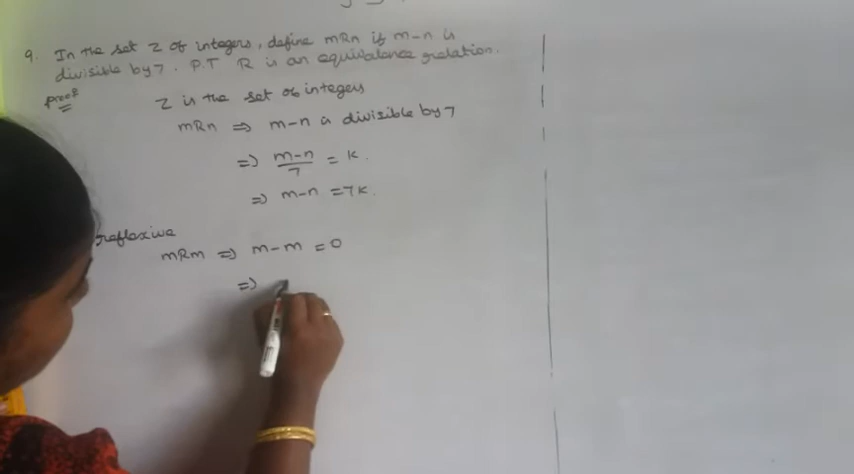 9. In the set Z of integers, define mRn if m-n is
divisible by 7. P.T R is an equivalence relation.
Proof
Z is the set of integers
mRn ⇒ m-n is divisible by 7
⇒ m-n/7 = k.
⇒ m-n = 7k.
reflexive
mRm ⇒ m-m = 0
⇒